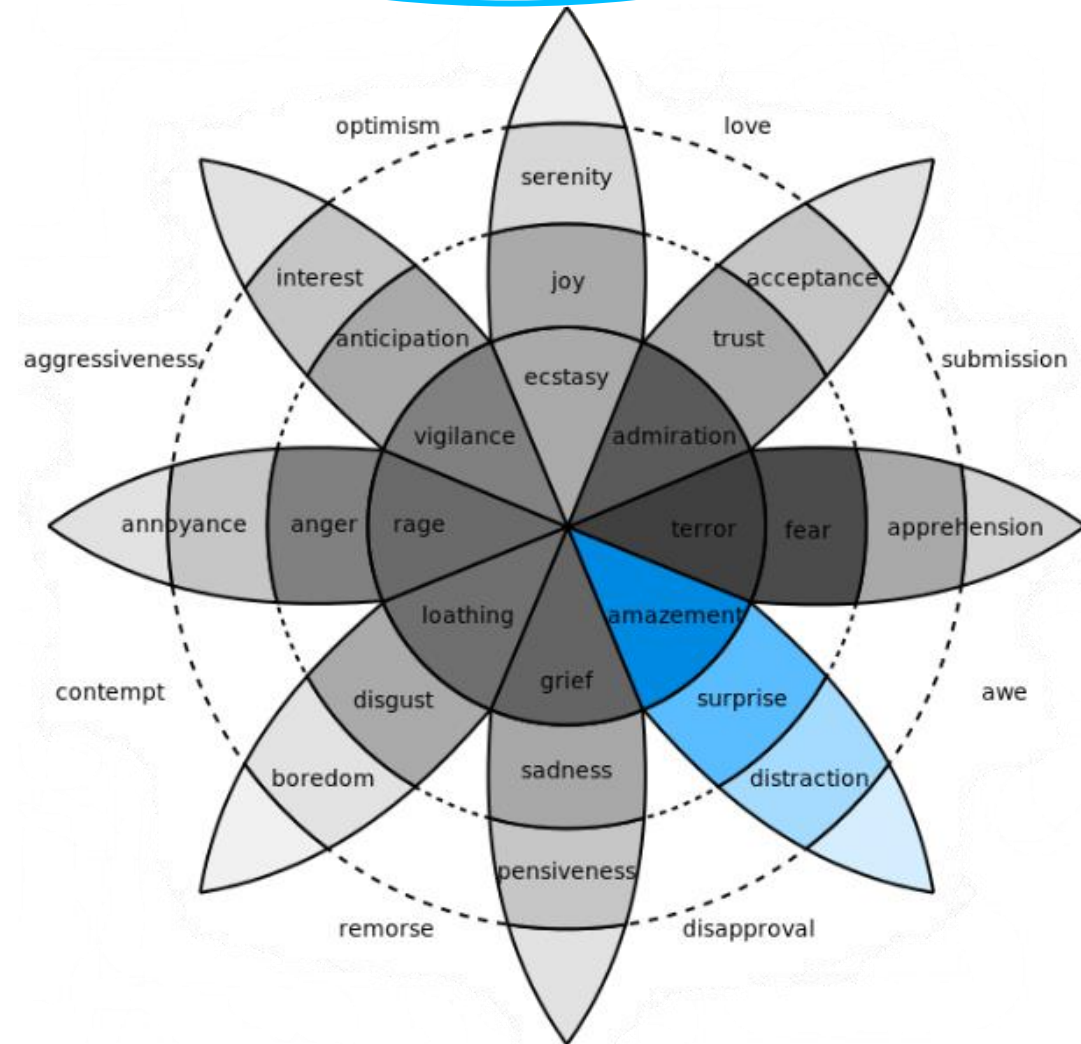 optimism
love
serenity
interest
joy
acceptance
anticipation
trust
aggressiveness
submission
ecstasy
vigilance
admiration
annoyance
anger
rage
terror
fear
apprehension
loathing
amazement
contempt
grief
disgust
surprise
awe
boredom
sadness
distraction
pensiveness
remorse
disapproval